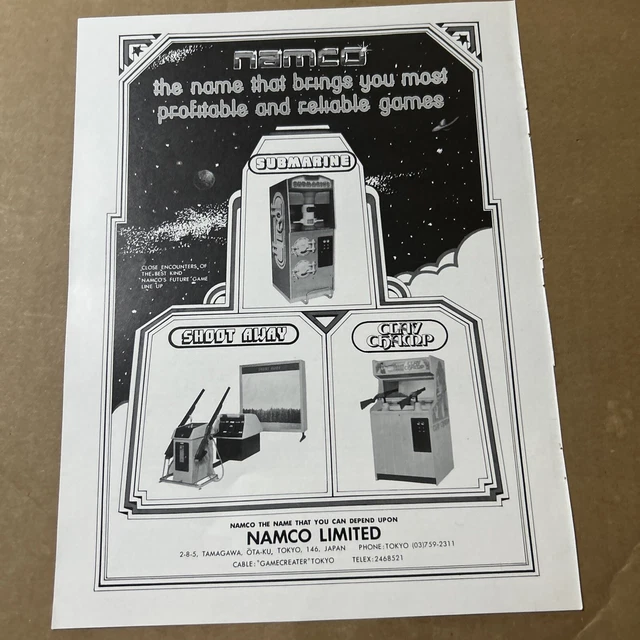 namco
the name that brings you most
profitable and reliable games
SUBMARINE
SUBMARINE
CLOSE ENCOUNTERS OF
THE BEST KIND
"NAMCO'S FUTURE" GAME
LINE UP
SHOOT AWAY
CLAY
CHAMP
NAMCO THE NAME THAT YOU CAN DEPEND UPON
NAMCO LIMITED
2-8-5, TAMAGAWA, ŌTA-KU, TOKYO, 146, JAPAN PHONE: TOKYO (03)759-2311
CABLE: "GAMECREATER" TOKYO TELEX: 2468521